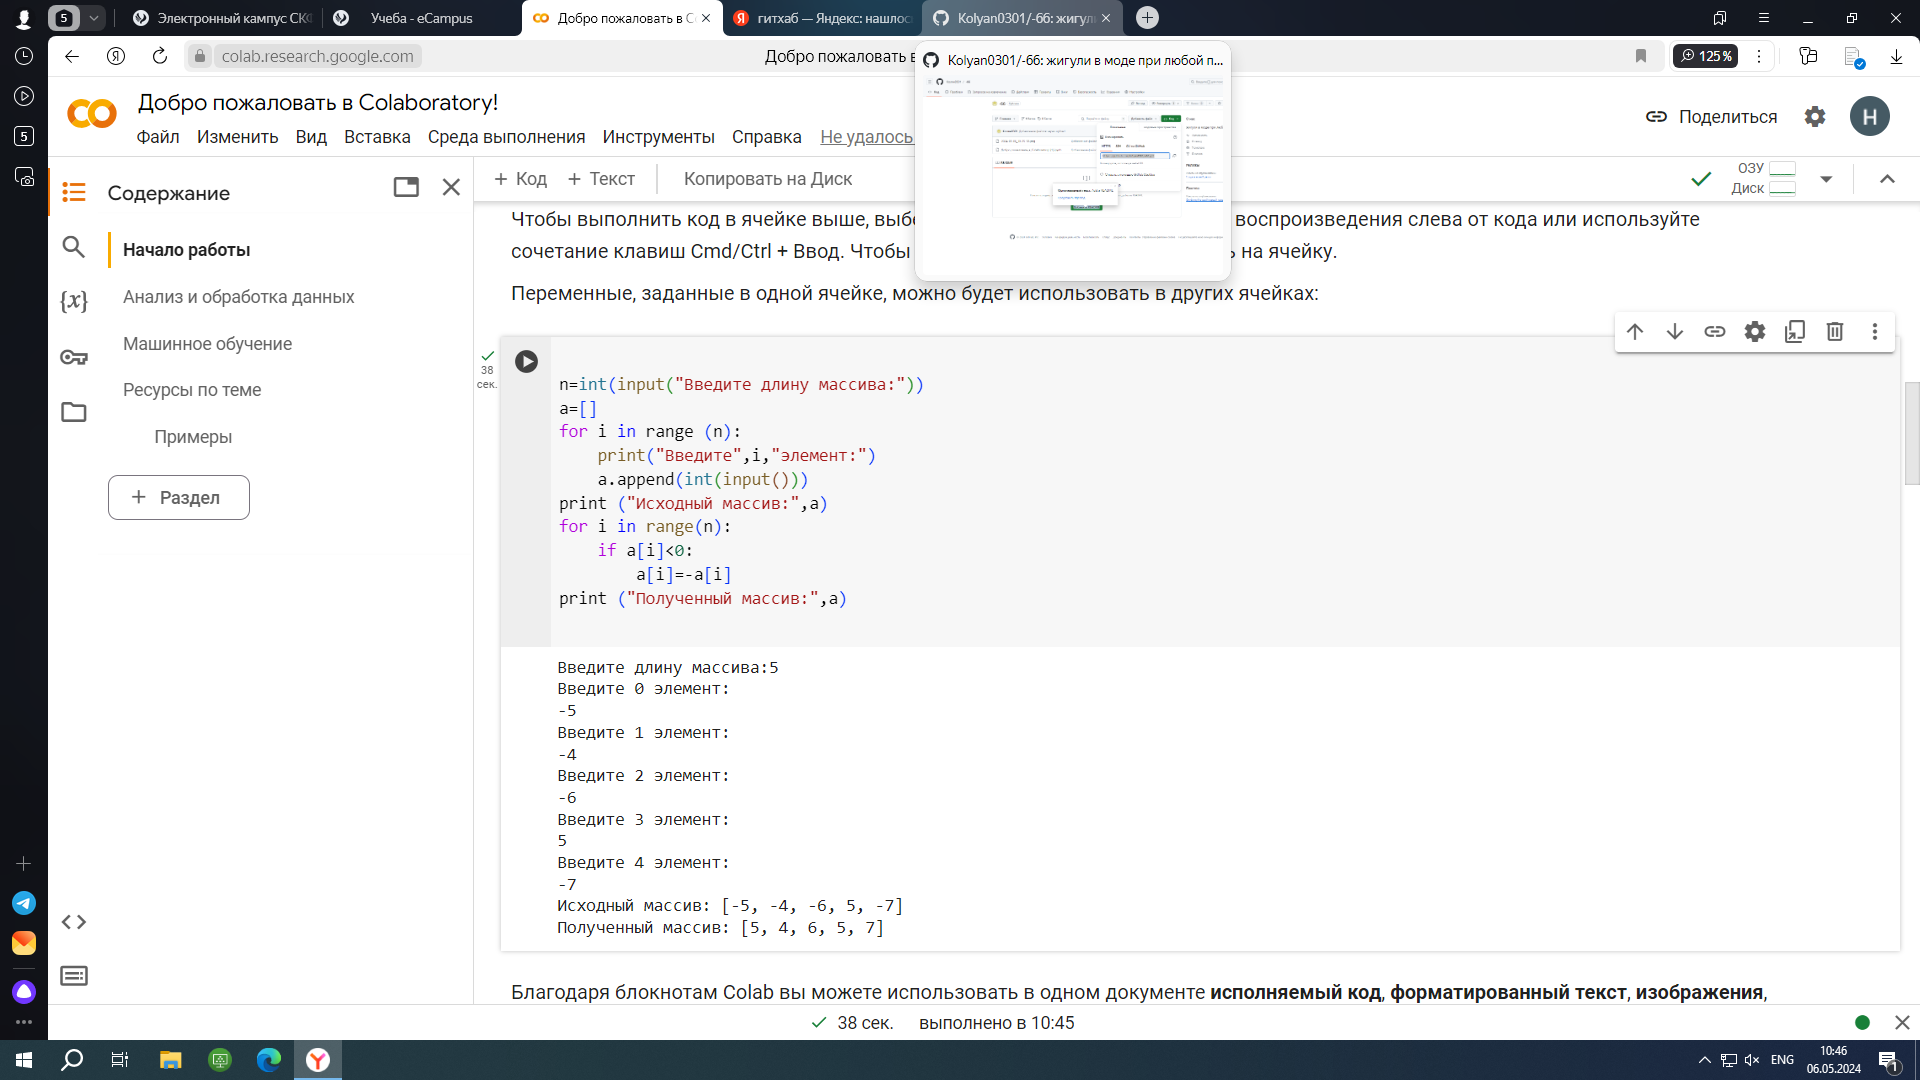 5
Электронный кампус СКФ
Учеба - eCampus
Добро пожаловать в С
гитхаб — Яндекс: нашлос
Kolyan0301/-66: жигули
colab.research.google.com
Добро пожаловать в
125 %
Kolyan0301/-66: жигули в моде при любой п...
Добро пожаловать в Colaboratory!
Файл Изменить Вид Вставка Среда выполнения Инструменты Справка Не удалось
Поделиться
Н
5
Содержание
+ Код + Текст Копировать на Диск
ОЗУ
Диск
Начало работы
Анализ и обработка данных
Машинное обучение
Ресурсы по теме
Примеры
+ Раздел
Чтобы выполнить код в ячейке выше, выбе воспроизведения слева от кода или используйте
сочетание клавиш Cmd/Ctrl + Ввод. Чтобы ь на ячейку.
Переменные, заданные в одной ячейке, можно будет использовать в других ячейках:
38
сек.
n=int(input("Введите длину массива:"))
a=[]
for i in range (n):
    print("Введите",i,"элемент:")
    a.append(int(input()))
print ("Исходный массив:",a)
for i in range(n):
    if a[i]<0:
        a[i]=-a[i]
print ("Полученный массив:",a)
Введите длину массива:5
Введите 0 элемент:
-5
Введите 1 элемент:
-4
Введите 2 элемент:
-6
Введите 3 элемент:
5
Введите 4 элемент:
-7
Исходный массив: [-5, -4, -6, 5, -7]
Полученный массив: [5, 4, 6, 5, 7]
Благодаря блокнотам Colab вы можете использовать в одном документе исполняемый код, форматированный текст, изображения,
38 сек. выполнено в 10:45
ENG
10:46
06.05.2024
1